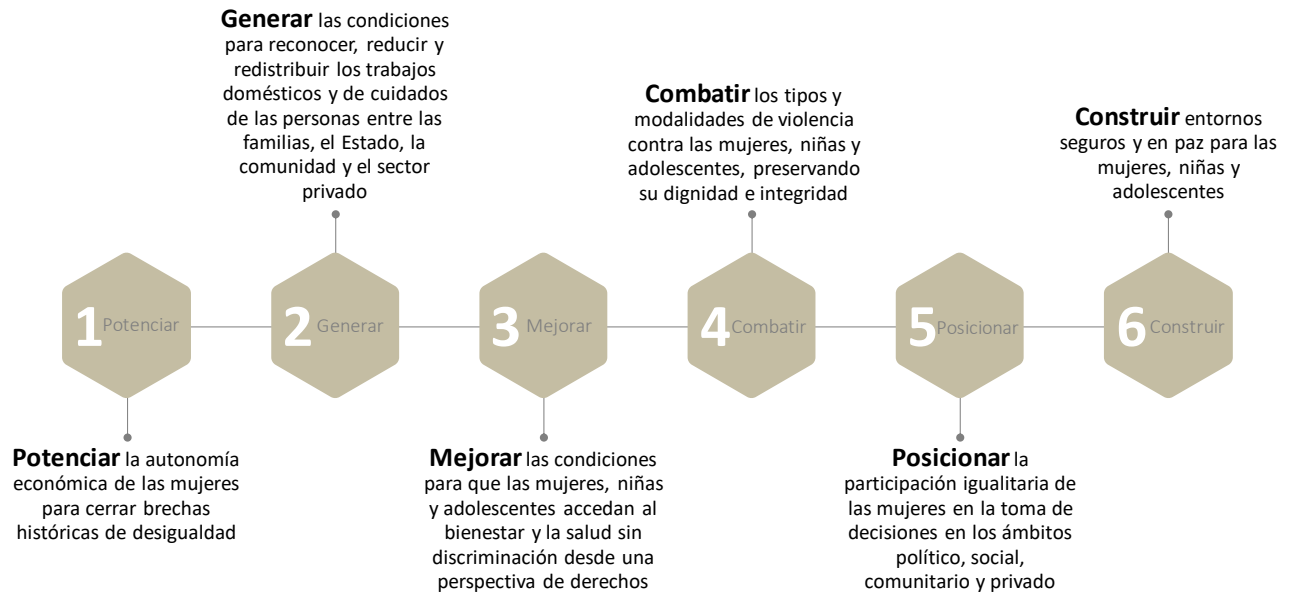 Generar las condiciones
para reconocer, reducir y
redistribuir los trabajos
domésticos y de cuidados
de las personas entre las
familias, el Estado, la
comunidad y el sector
privado
Combatir los tipos y
modalidades de violencia
contra las mujeres, niñas y
adolescentes, preservando
su dignidad e integridad
Construir entornos
seguros y en paz para las
mujeres, niñas y
adolescentes
1 Potenciar
2 Generar
3 Mejorar
4 Combatir
5 Posicionar
6 Construir
Potenciar la autonomía
económica de las mujeres
para cerrar brechas
históricas de desigualdad
Mejorar las condiciones
para que las mujeres, niñas
y adolescentes accedan al
bienestar y la salud sin
discriminación desde una
perspectiva de derechos
Posicionar la
participación igualitaria de
las mujeres en la toma de
decisiones en los ámbitos
político, social,
comunitario y privado